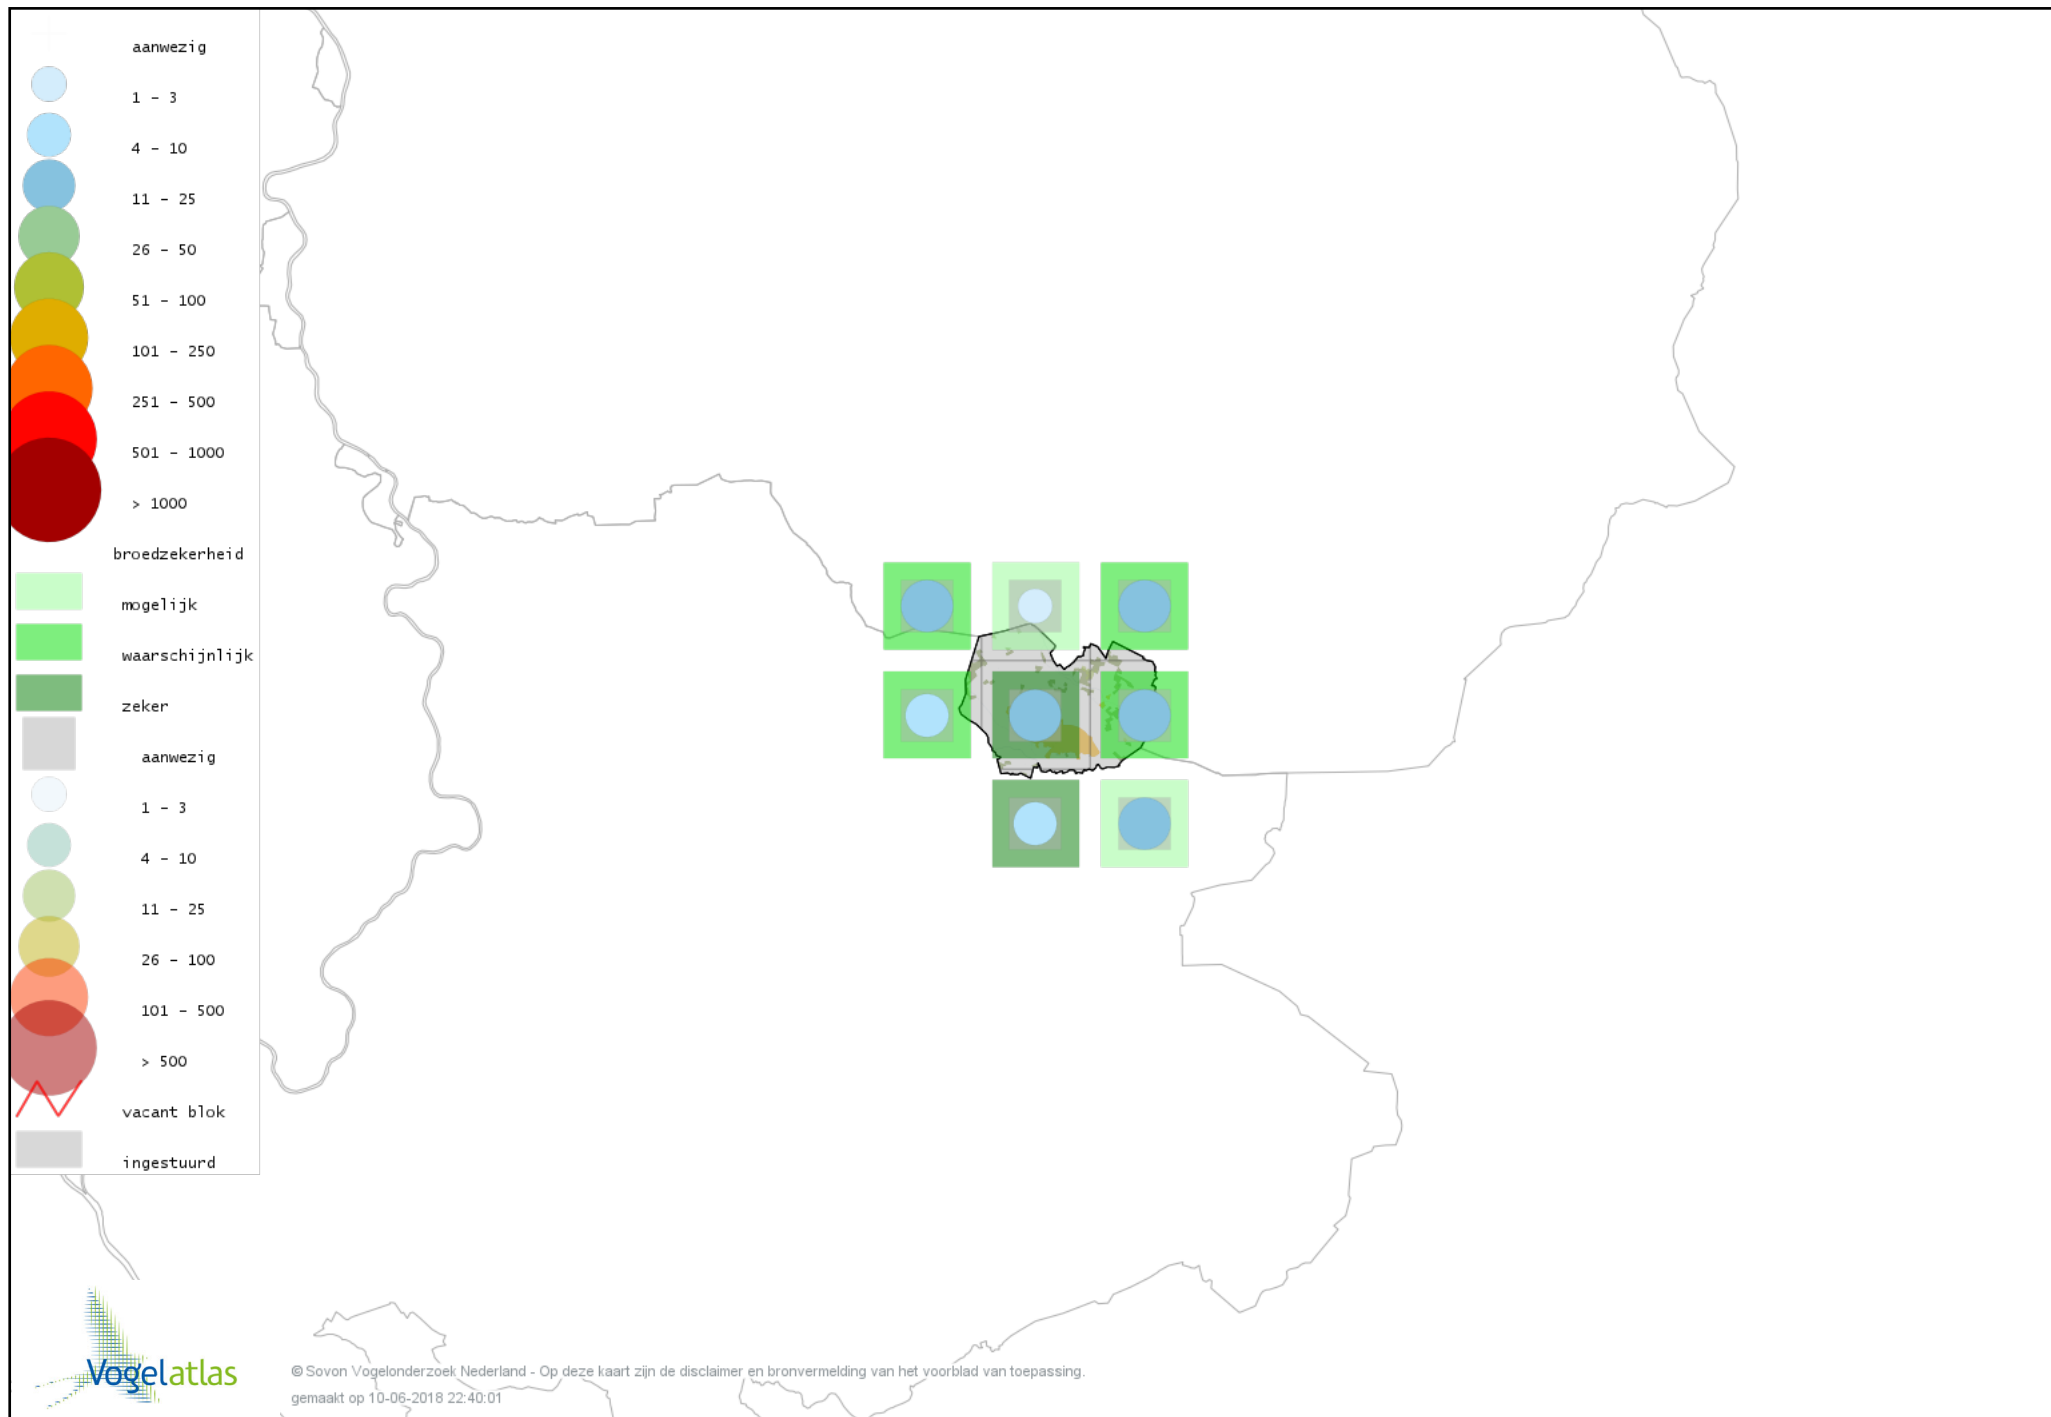 aanwezig
1 - 3
4 - 10
11 - 25
26 - 50
51 - 100
101 - 250
251 - 500
501 - 1000
> 1000
broedzekerheid
mogelijk
waarschijnlijk
zeker
aanwezig
1 - 3
4 - 10
11 - 25
26 - 100
101 - 500
> 500
vacant blok
ingestuurd
Vogelatlas
© Sovon Vogelonderzoek Nederland - Op deze kaart zijn de disclaimer en bronvermelding van het voorblad van toepassing.
gemaakt op 10-06-2018 22:40:01